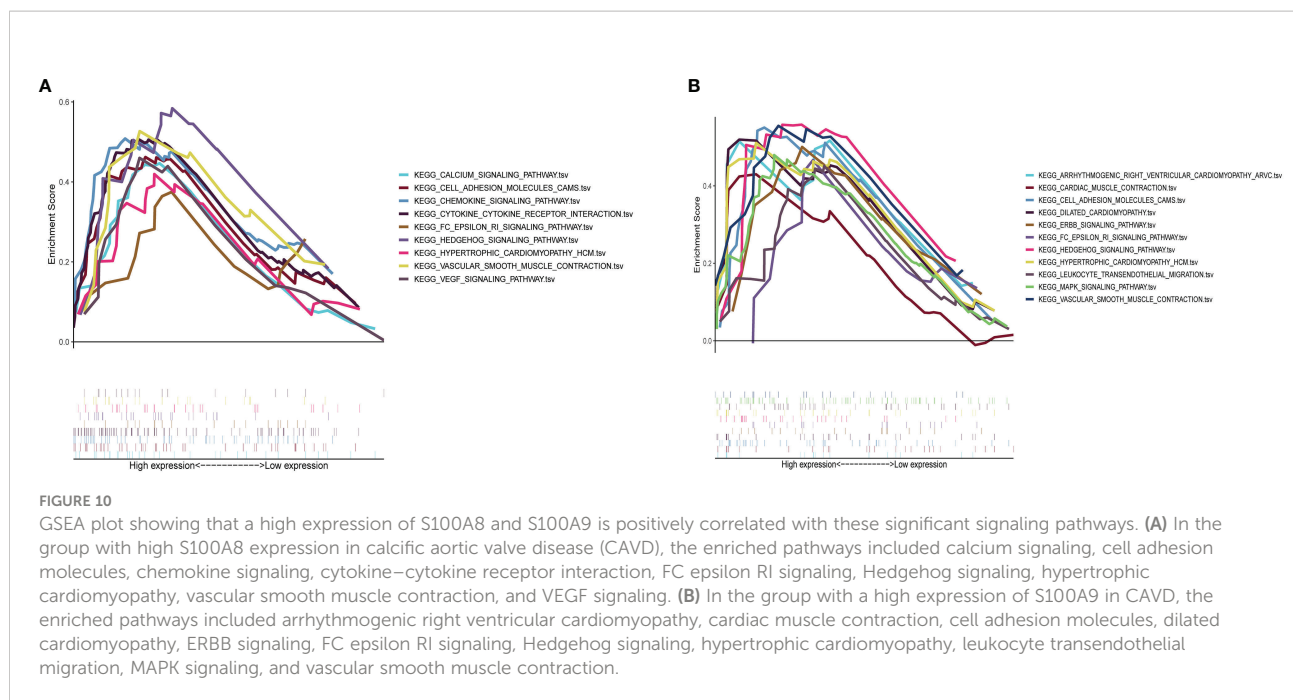 A
0.6
0.4
0.2
0.0
Enrichment Score
KEGG_CALCIUM_SIGNALING_PATHWAY.tsv
KEGG_CELL_ADHESION_MOLECULES_CAMS.tsv
KEGG_CHEMOKINE_SIGNALING_PATHWAY.tsv
KEGG_CYTOKINE_CYTOKINE_RECEPTOR_INTERACTION.tsv
KEGG_FC_EPSILON_RI_SIGNALING_PATHWAY.tsv
KEGG_HEDGEHOG_SIGNALING_PATHWAY.tsv
KEGG_HYPERTROPHIC_CARDIOMYOPATHY_HCM.tsv
KEGG_VASCULAR_SMOOTH_MUSCLE_CONTRACTION.tsv
KEGG_VEGF_SIGNALING_PATHWAY.tsv
High expression<------------->Low expression
B
0.4
0.2
0.0
Enrichment Score
KEGG_ARRHYTHMOGENIC_RIGHT_VENTRICULAR_CARDIOMYOPATHY_ARVC.tsv
KEGG_CARDIAC_MUSCLE_CONTRACTION.tsv
KEGG_CELL_ADHESION_MOLECULES_CAMS.tsv
KEGG_DILATED_CARDIOMYOPATHY.tsv
KEGG_ERBB_SIGNALING_PATHWAY.tsv
KEGG_FC_EPSILON_RI_SIGNALING_PATHWAY.tsv
KEGG_HEDGEHOG_SIGNALING_PATHWAY.tsv
KEGG_HYPERTROPHIC_CARDIOMYOPATHY_HCM.tsv
KEGG_LEUKOCYTE_TRANSENDOTHELIAL_MIGRATION.tsv
KEGG_MAPK_SIGNALING_PATHWAY.tsv
KEGG_VASCULAR_SMOOTH_MUSCLE_CONTRACTION.tsv
High expression<------------->Low expression
FIGURE 10
GSEA plot showing that a high expression of S100A8 and S100A9 is positively correlated with these significant signaling pathways. (A) In the
group with high S100A8 expression in calcific aortic valve disease (CAVD), the enriched pathways included calcium signaling, cell adhesion
molecules, chemokine signaling, cytokine–cytokine receptor interaction, FC epsilon RI signaling, Hedgehog signaling, hypertrophic
cardiomyopathy, vascular smooth muscle contraction, and VEGF signaling. (B) In the group with a high expression of S100A9 in CAVD, the
enriched pathways included arrhythmogenic right ventricular cardiomyopathy, cardiac muscle contraction, cell adhesion molecules, dilated
cardiomyopathy, ERBB signaling, FC epsilon RI signaling, Hedgehog signaling, hypertrophic cardiomyopathy, leukocyte transendothelial
migration, MAPK signaling, and vascular smooth muscle contraction.